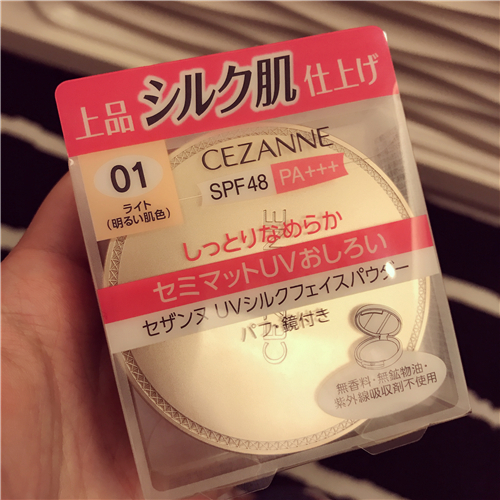 上品シルク肌仕上げ
01
ライト
(明るい肌色)
CEZANNE
SPF48 PA+++
しっとりなめらか
セミマットUVおしろい
セザンヌ UVシルクフェイスパウダー
パフ・鏡付き
CEZANNE
無香料・無鉱物油・
紫外線吸収剤不使用